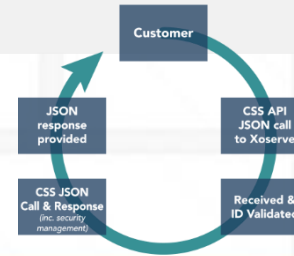 Customer
CSS API
JSON call
to Xoserve
Received &
ID Validated
CSS JSON
Call & Response
(inc. security
management)
JSON
response
provided